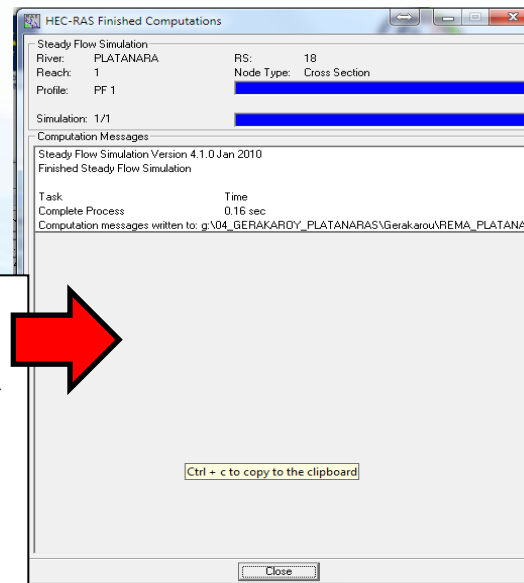 HEC-RAS Finished Computations
Steady Flow Simulation
River: PLATANARA RS: 18
Reach: 1 Node Type: Cross Section
Profile: PF 1
Simulation: 1/1
Computation Messages
Steady Flow Simulation Version 4.1.0 Jan 2010
Finished Steady Flow Simulation
Task Time
Complete Process 0.16 sec
Computation messages written to: g:\04_GERAKAROY_PLATANARAS\Gerakarou\REMA_PLATANA
Ctrl + c to copy to the clipboard
Close